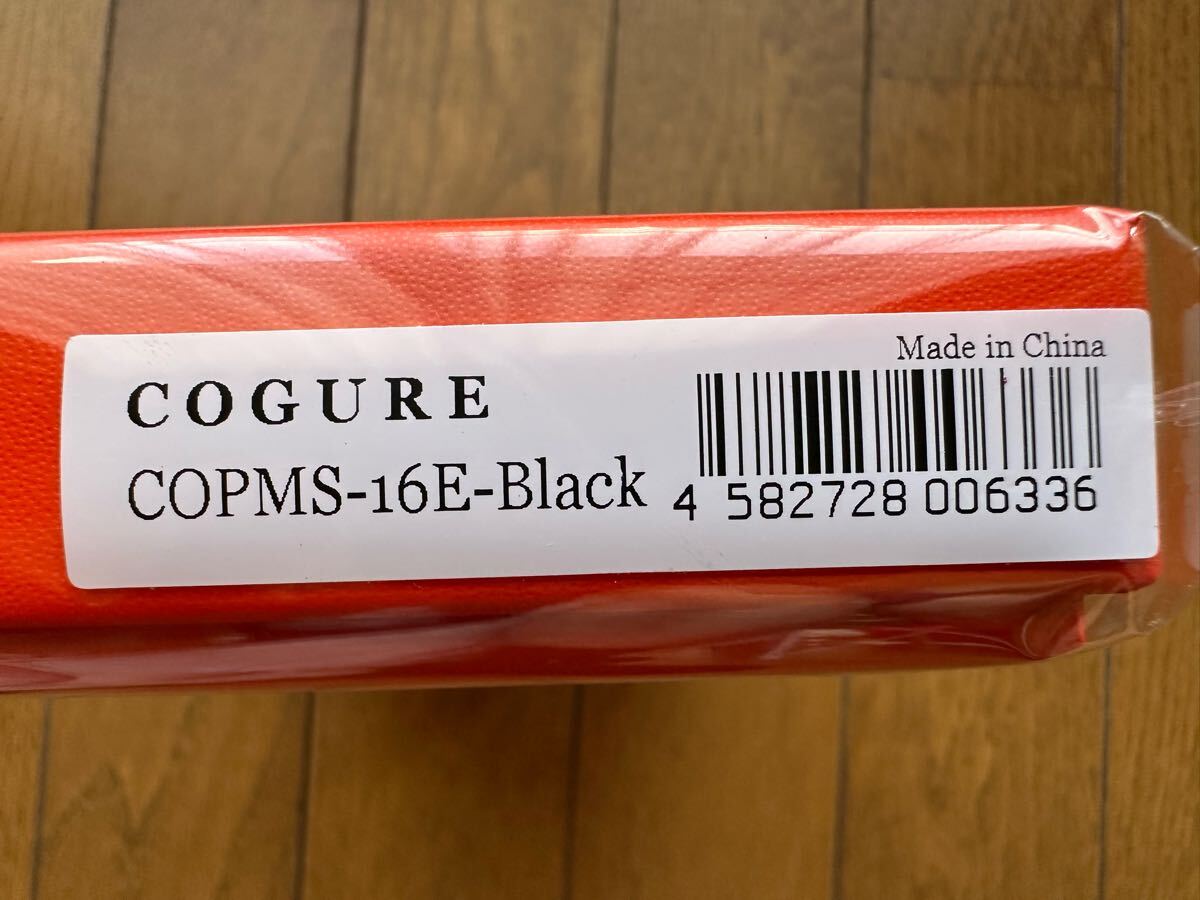 Made in China
COGURE
COPMS-16E-Black
4 582728 006336